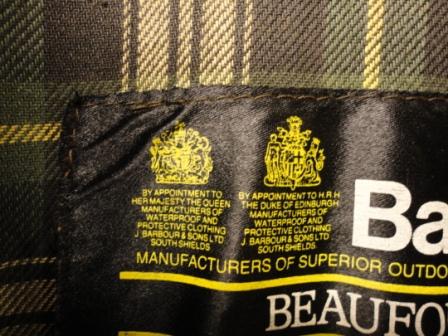 BY APPOINTMENT TO
HER MAJESTY THE QUEEN
MANUFACTURERS OF
WATERPROOF AND
PROTECTIVE CLOTHING
J. BARBOUR & SONS LTD
SOUTH SHIELDS.
BY APPOINTMENT TO H.R.H
THE DUKE OF EDINBURGH
MANUFACTURERS OF
WATERPROOF AND
PROTECTIVE CLOTHING
J. BARBOUR & SONS LTD
SOUTH SHIELDS.
Ba
MANUFACTURERS OF SUPERIOR OUTDO
BEAUFO